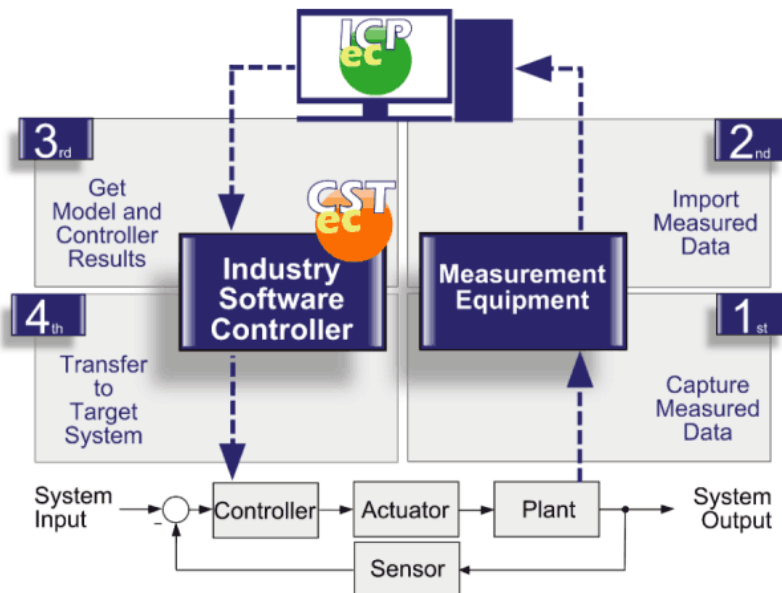 ICP
ec
3rd
Get
Model and
Controller
Results
2nd
Import
Measured
Data
CST
ec
Industry
Software
Controller
Measurement
Equipment
4th
Transfer
to
Target
System
1st
Capture
Measured
Data
System
Input
-
Controller
Actuator
Plant
System
Output
Sensor